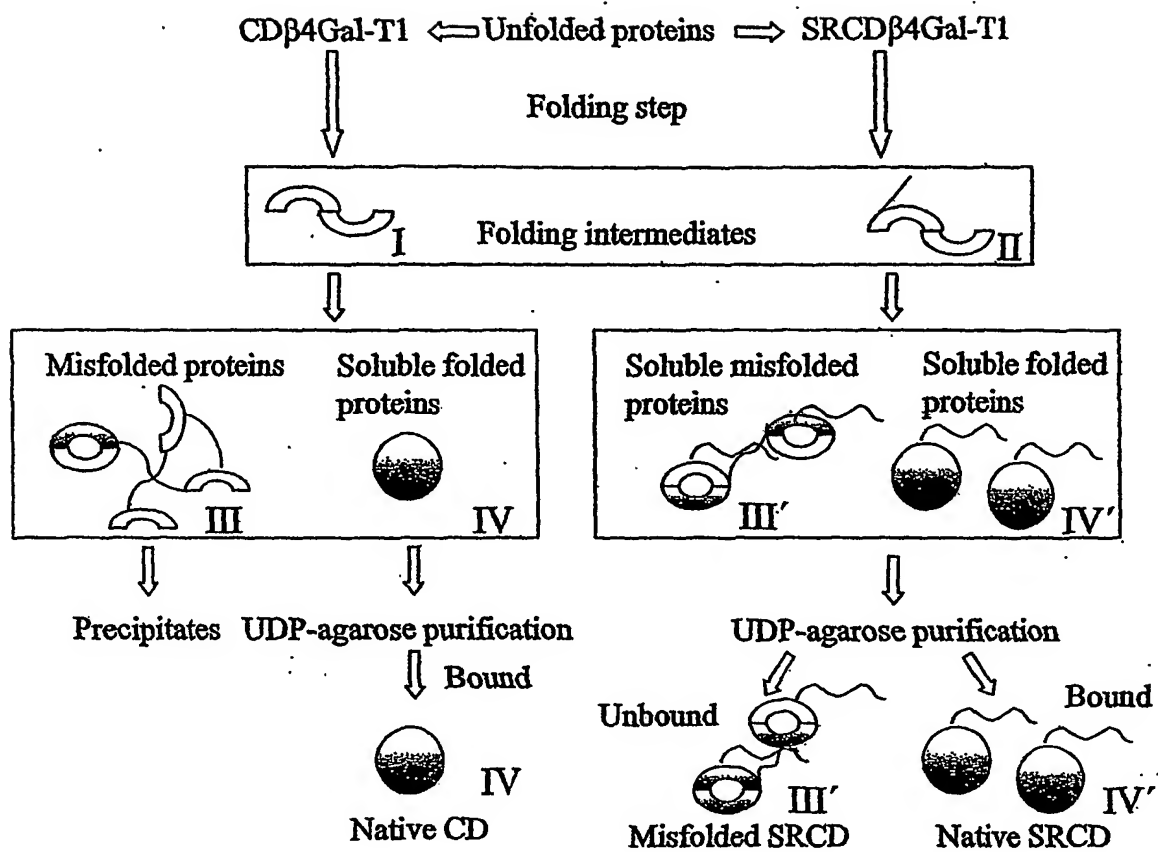 CDβ4Gal-T1 Unfolded proteins SRCDβ4Gal-T1
Folding step
I Folding intermediates II
Misfolded proteins
III
Soluble folded
proteins
IV
Soluble misfolded
proteins
III′
Soluble folded
proteins
IV′
Precipitates UDP-agarose purification
Bound
IV
Native CD
UDP-agarose purification
Unbound
III′
Misfolded SRCD
Bound
IV′
Native SRCD